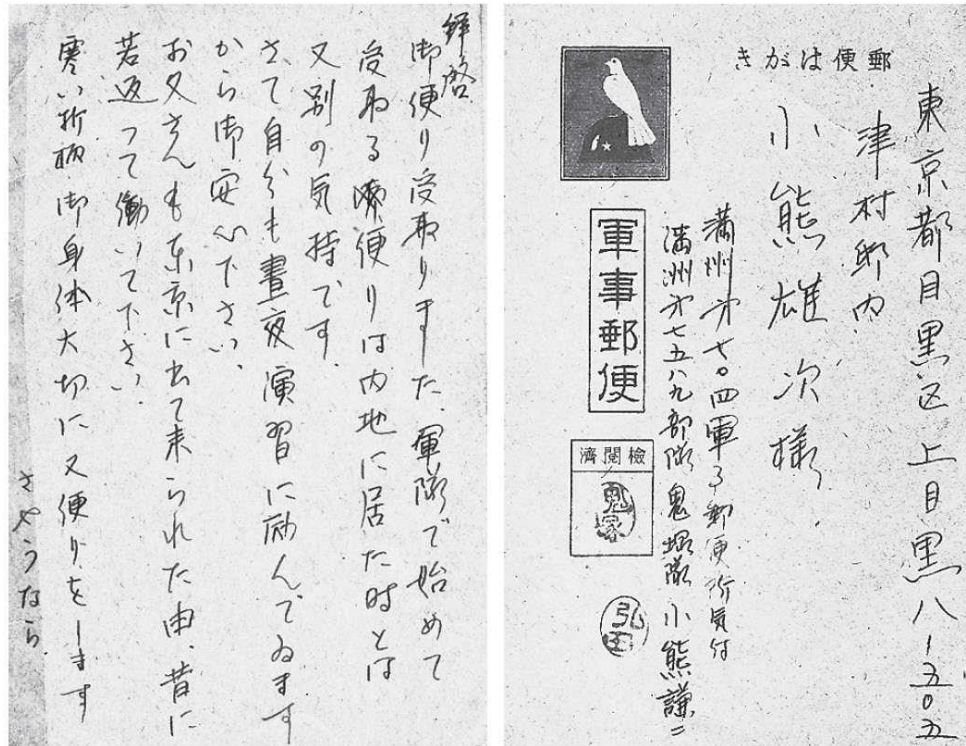 郵便はがき
東京都目黒区上目黒八ー五〇五
津村邸内
小熊雄次様
満州第七〇四軍事郵便所気付
満洲第七五八九部隊鬼塚隊 小熊謙二
軍事郵便
檢閲濟
鬼塚
拝啓
御便り受取りました、軍隊で始めて
受取る際便りは内地に居た時とは
又別の気持です、
さて自分も晝夜演習に励んでゐます
から御安心下さい、
お父さんも東京に出て来られた由、昔に
若返って働いて下さい、
寒い折柄御身体大切に又便りをします
さやうなら